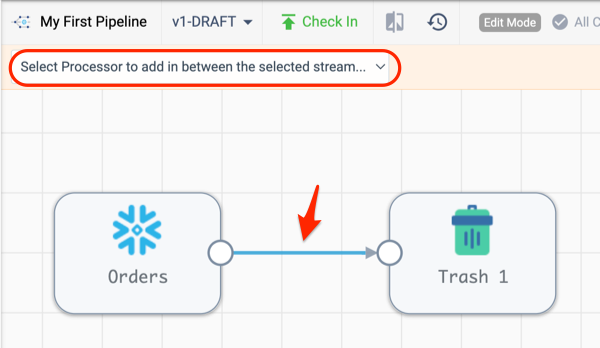 My First Pipeline v1-DRAFT Check In Edit Mode All
Select Processor to add in between the selected stream...
Orders Trash 1